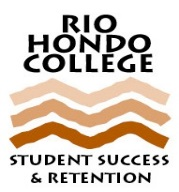 RIO
HONDO
COLLEGE
STUDENT SUCCESS
& RETENTION